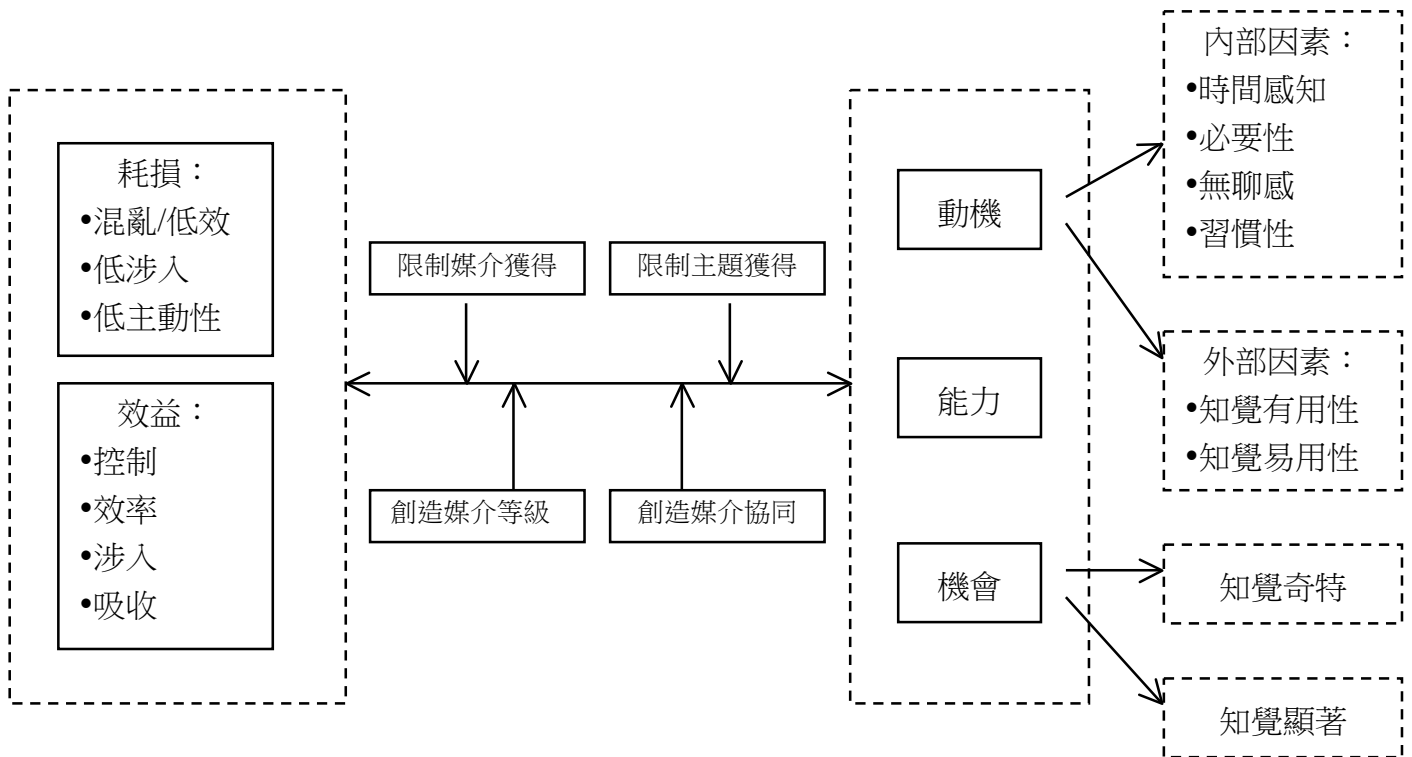 耗損：
•混亂/低效
•低涉入
•低主動性
效益：
•控制
•效率
•涉入
•吸收
限制媒介獲得
限制主題獲得
創造媒介等級
創造媒介協同
動機
能力
機會
內部因素：
•時間感知
•必要性
•無聊感
•習慣性
外部因素：
•知覺有用性
•知覺易用性
知覺奇特
知覺顯著